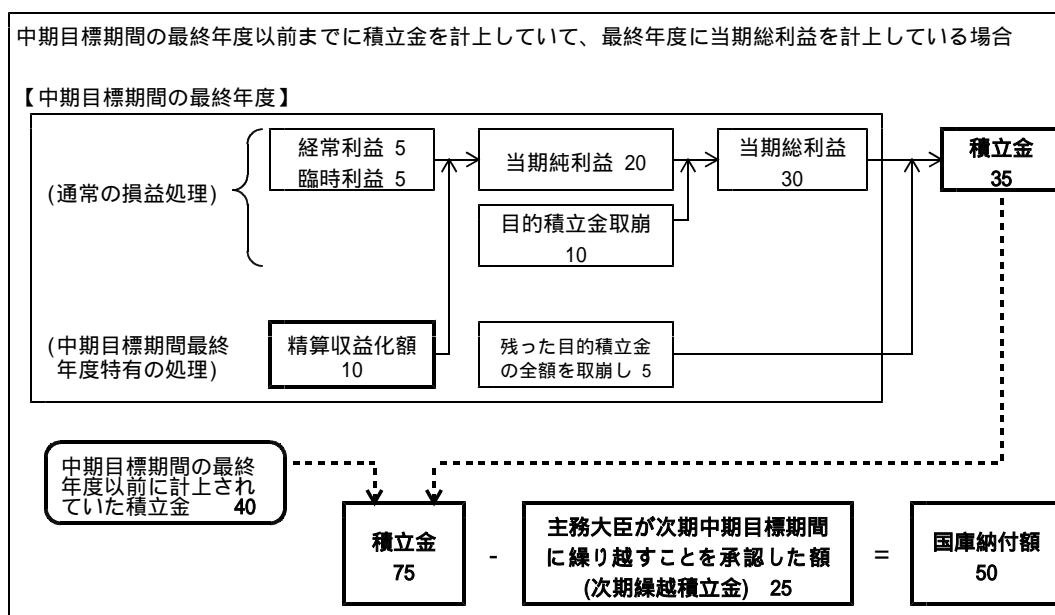 中期目標期間の最終年度以前までに積立金を計上していて、最終年度に当期総利益を計上している場合
【中期目標期間の最終年度】
(通常の損益処理)
経常利益 5
臨時利益 5
当期純利益 20
当期総利益
30
積立金
35
目的積立金取崩
10
(中期目標期間最終
年度特有の処理)
精算収益化額
10
残った目的積立金
の全額を取崩し 5
中期目標期間の最終
年度以前に計上され
ていた積立金 40
積立金
75
-
主務大臣が次期中期目標期間
に繰り越すことを承認した額
(次期繰越積立金) 25
=
国庫納付額
50